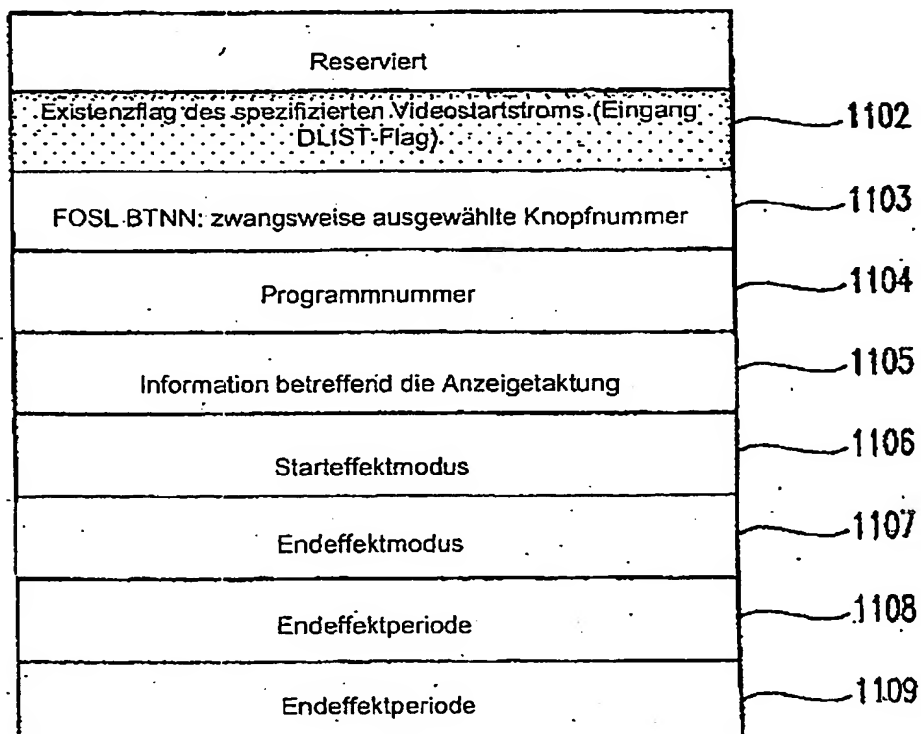 Reserviert
Existenzflag des spezifizierten Videostartstroms (Eingang
DLIST-Flag)
1102
FOSL BTNN: zwangsweise ausgewählte Knopfnummer
1103
Programmnummer
1104
Information betreffend die Anzeigetaktung
1105
Starteffektmodus
1106
Endeffektmodus
1107
Endeffektperiode
1108
Endeffektperiode
1109